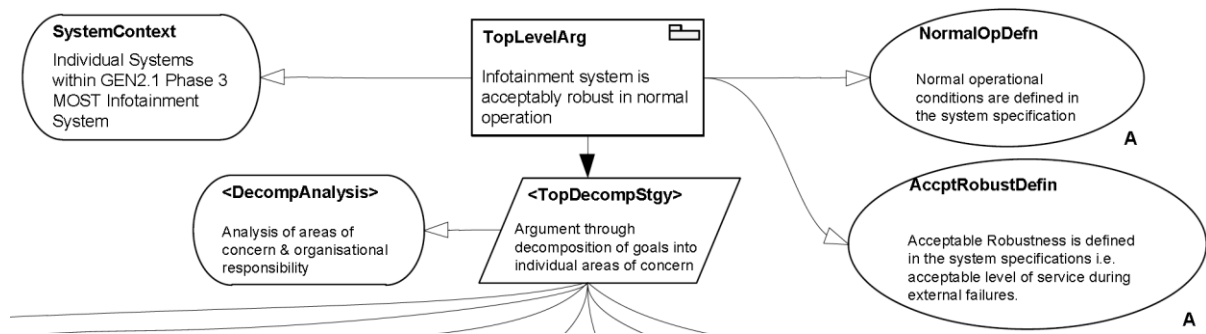 SystemContext
Individual Systems
within GEN2.1 Phase 3
MOST Infotainment
System
TopLevelArg
Infotainment system is
acceptably robust in normal
operation
NormalOpDefn
Normal operational
conditions are defined in
the system specification
A
<DecompAnalysis>
Analysis of areas of
concern & organisational
responsibility
<TopDecompStgy>
Argument through
decomposition of goals into
individual areas of concern
AccptRobustDefin
Acceptable Robustness is defined
in the system specifications i.e.
acceptable level of service during
external failures.
A